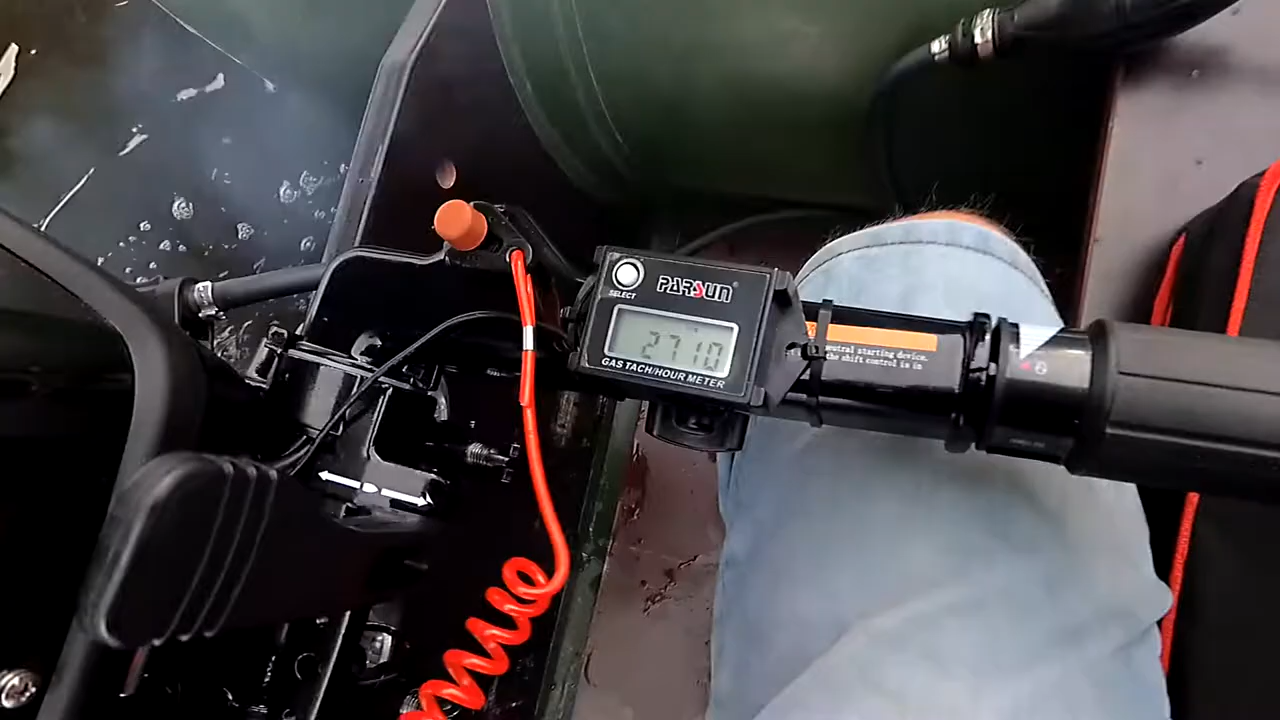 SELECT
PARSUN
2710
GAS TACH/HOUR METER
neutral starting device.
the shift control is in